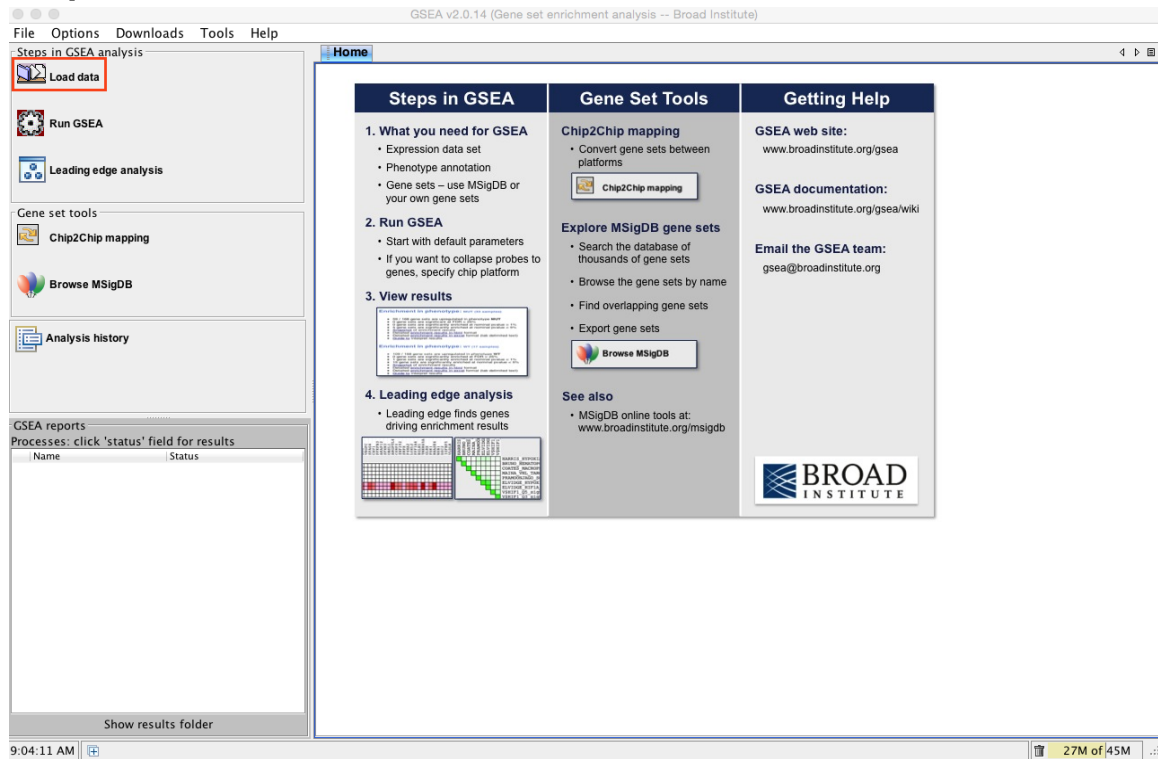 GSEA v2.0.14 (Gene set enrichment analysis -- Broad Institute)
File Options Downloads Tools Help
Steps in GSEA analysis
Load data
Run GSEA
Leading edge analysis
Gene set tools
Chip2Chip mapping
Browse MSigDB
Analysis history
GSEA reports
Processes: click 'status' field for results
Name Status
Show results folder
9:04:11 AM
Home
Steps in GSEA
1. What you need for GSEA
• Expression data set
• Phenotype annotation
• Gene sets – use MSigDB or
your own gene sets
2. Run GSEA
• Start with default parameters
• If you want to collapse probes to
genes, specify chip platform
3. View results
4. Leading edge analysis
• Leading edge finds genes
driving enrichment results
Gene Set Tools
Chip2Chip mapping
• Convert gene sets between
platforms
Chip2Chip mapping
Explore MSigDB gene sets
• Search the database of
thousands of gene sets
• Browse the gene sets by name
• Find overlapping gene sets
• Export gene sets
Browse MSigDB
See also
• MSigDB online tools at:
www.broadinstitute.org/msigdb
Getting Help
GSEA web site:
www.broadinstitute.org/gsea
GSEA documentation:
www.broadinstitute.org/gsea/wiki
Email the GSEA team:
gsea@broadinstitute.org
BROAD
INSTITUTE
27M of 45M